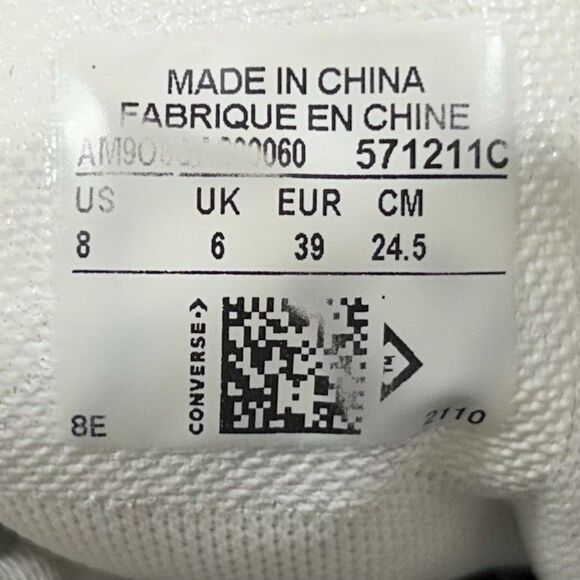 MADE IN CHINA
FABRIQUE EN CHINE
571211C
US UK EUR CM
8 6 39 24.5
CONVERSE
TM
8E 2110